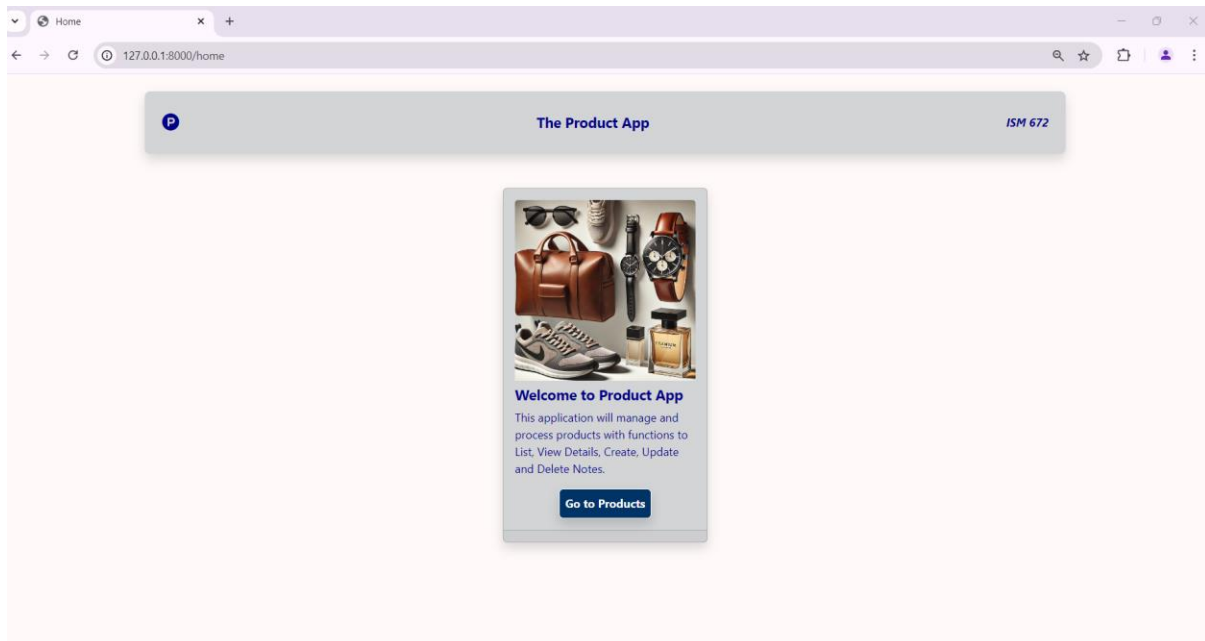 Home
127.0.0.1:8000/home
P
The Product App
ISM 672
Welcome to Product App
This application will manage and
process products with functions to
List, View Details, Create, Update
and Delete Notes.
Go to Products